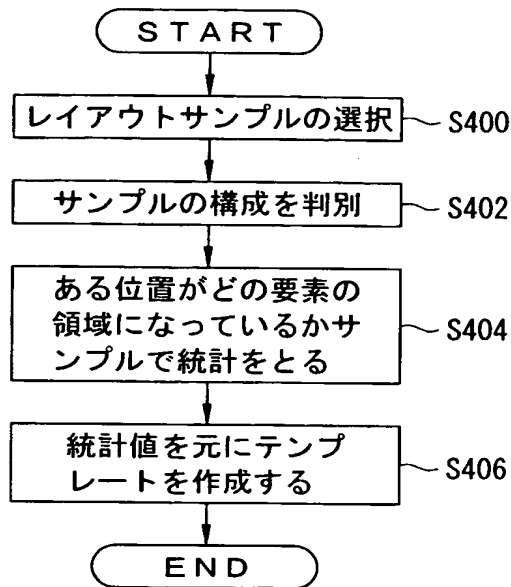 START
レイアウトサンプルの選択
S400
サンプルの構成を判別
S402
ある位置がどの要素の
領域になっているかサ
ンプルで統計をとる
S404
統計値を元にテンプ
レートを作成する
S406
END